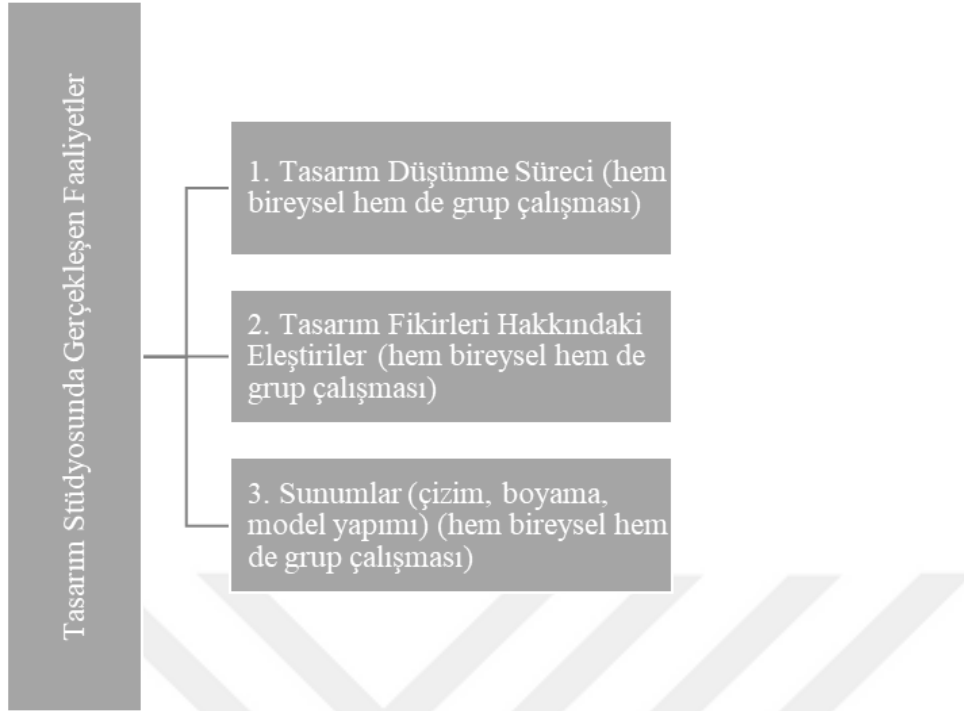 Tasarım Stüdyosunda Gerçekleşen Faaliyetler
1. Tasarım Düşünme Süreci (hem
bireysel hem de grup çalışması)
2. Tasarım Fikirleri Hakkındaki
Eleştiriler (hem bireysel hem de
grup çalışması)
3. Sunumlar (çizim, boyama,
model yapımı) (hem bireysel hem
de grup çalışması)